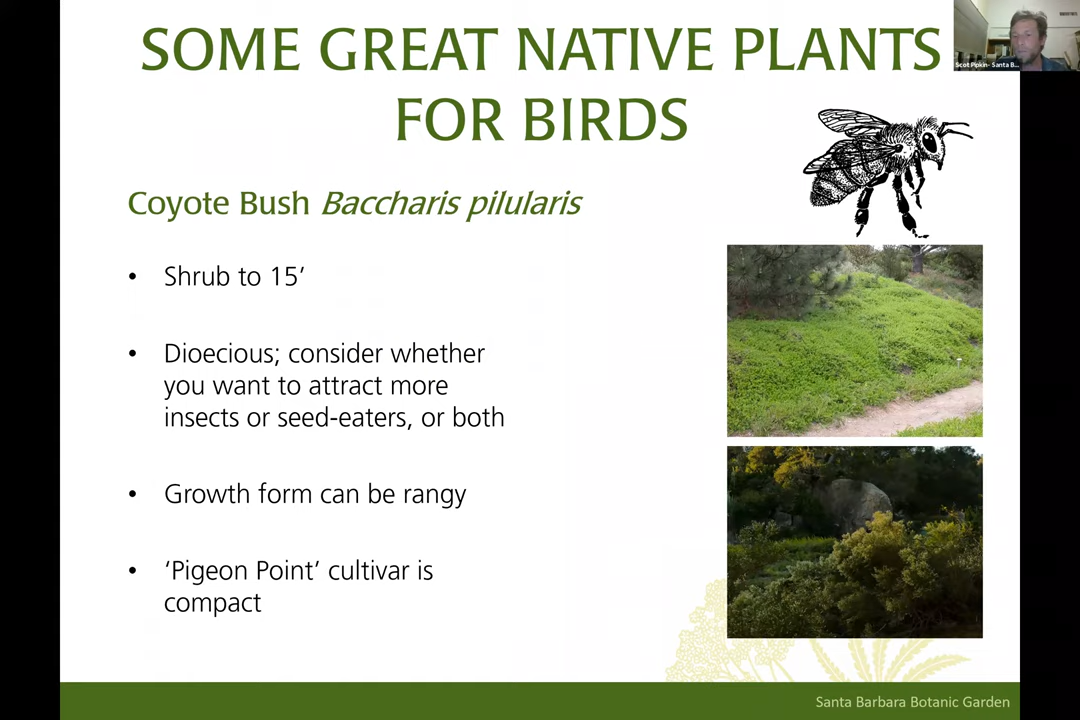 SOME GREAT NATIVE PLANTS
FOR BIRDS
Scot Pipkin- Santa B...
Coyote Bush Baccharis pilularis
• Shrub to 15’
• Dioecious; consider whether
you want to attract more
insects or seed-eaters, or both
• Growth form can be rangy
• ‘Pigeon Point’ cultivar is
compact
Santa Barbara Botanic Garden